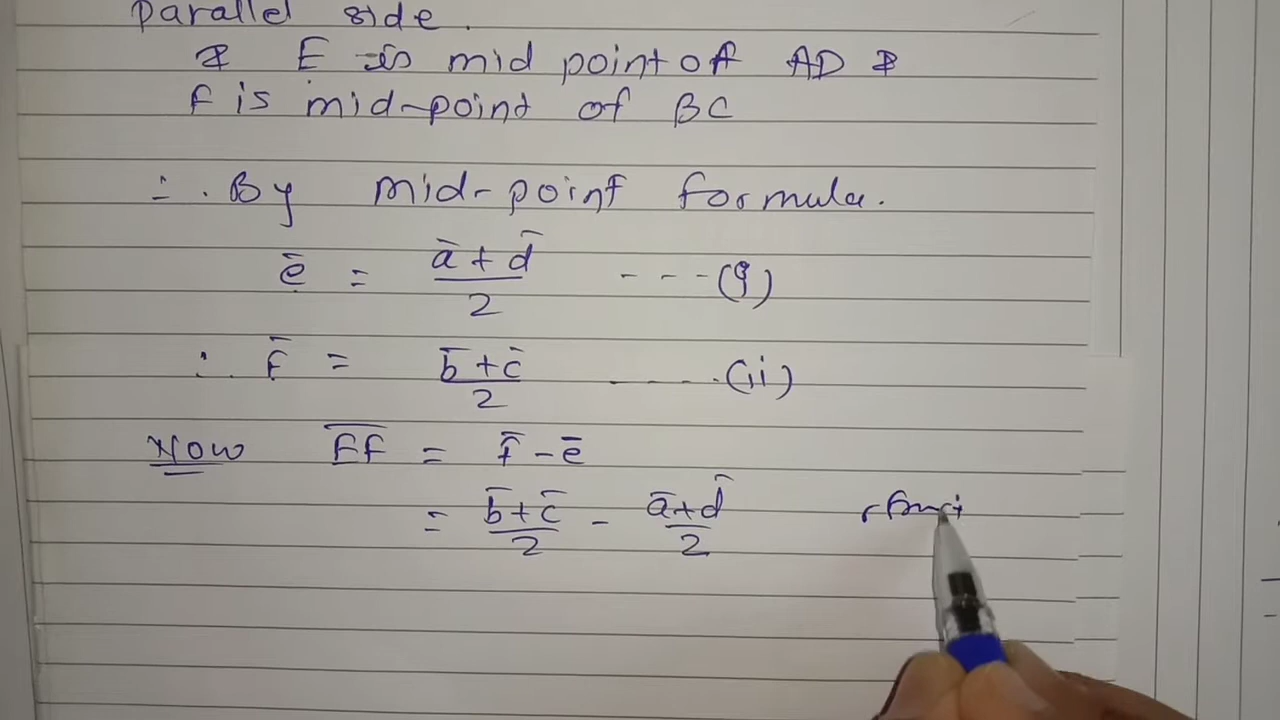 Parallel side.
& E is mid point of AD &
F is mid-point of BC
∴ By mid-point formula.
ē = (ā + d̄)/2 ---(i)
∴ f̄ = (b̄ + c̄)/2 .....(ii)
Now E̅F̅ = f̄ - ē
= (b̄ + c̄)/2 - (ā + d̄)/2